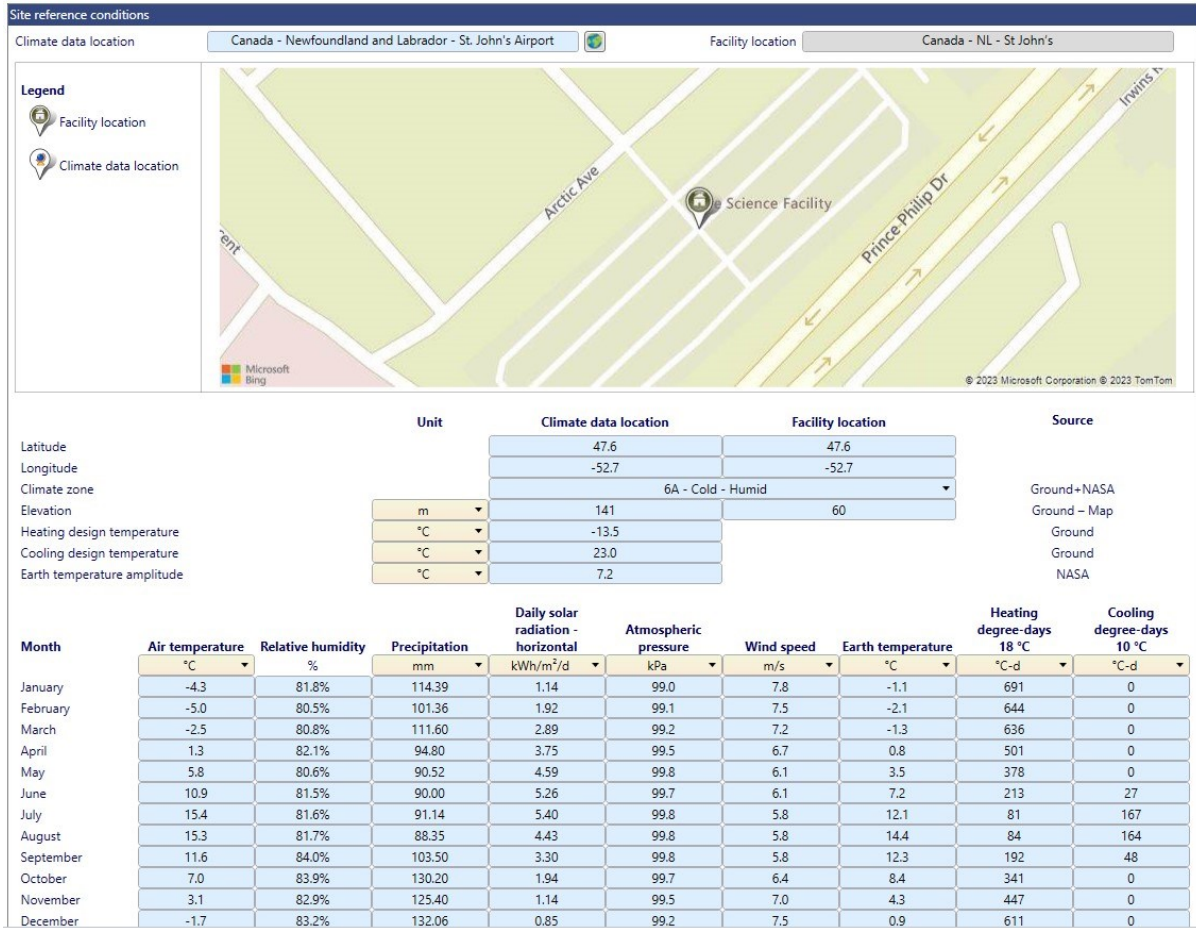 Site reference conditions
Climate data location Canada - Newfoundland and Labrador - St. John's Airport Facility location Canada - NL - St John's
Legend
Facility location
Climate data location
Arctic Ave
e Science Facility
Prince Philip Dr
Irwins R
ent
Microsoft
Bing
© 2023 Microsoft Corporation © 2023 TomTom
Unit Climate data location Facility location Source
Latitude 47.6 47.6
Longitude -52.7 -52.7
Climate zone 6A - Cold - Humid Ground+NASA
Elevation m 141 60 Ground – Map
Heating design temperature °C -13.5 Ground
Cooling design temperature °C 23.0 Ground
Earth temperature amplitude °C 7.2 NASA
Month Air temperature Relative humidity Precipitation Daily solar radiation - horizontal Atmospheric pressure Wind speed Earth temperature Heating degree-days 18 °C Cooling degree-days 10 °C
°C % mm kWh/m²/d kPa m/s °C °C-d °C-d
January -4.3 81.8% 114.39 1.14 99.0 7.8 -1.1 691 0
February -5.0 80.5% 101.36 1.92 99.1 7.5 -2.1 644 0
March -2.5 80.8% 111.60 2.89 99.2 7.2 -1.3 636 0
April 1.3 82.1% 94.80 3.75 99.5 6.7 0.8 501 0
May 5.8 80.6% 90.52 4.59 99.8 6.1 3.5 378 0
June 10.9 81.5% 90.00 5.26 99.7 6.1 7.2 213 27
July 15.4 81.6% 91.14 5.40 99.8 5.8 12.1 81 167
August 15.3 81.7% 88.35 4.43 99.8 5.8 14.4 84 164
September 11.6 84.0% 103.50 3.30 99.8 5.8 12.3 192 48
October 7.0 83.9% 130.20 1.94 99.7 6.4 8.4 341 0
November 3.1 82.9% 125.40 1.14 99.5 7.0 4.3 447 0
December -1.7 83.2% 132.06 0.85 99.2 7.5 0.9 611 0